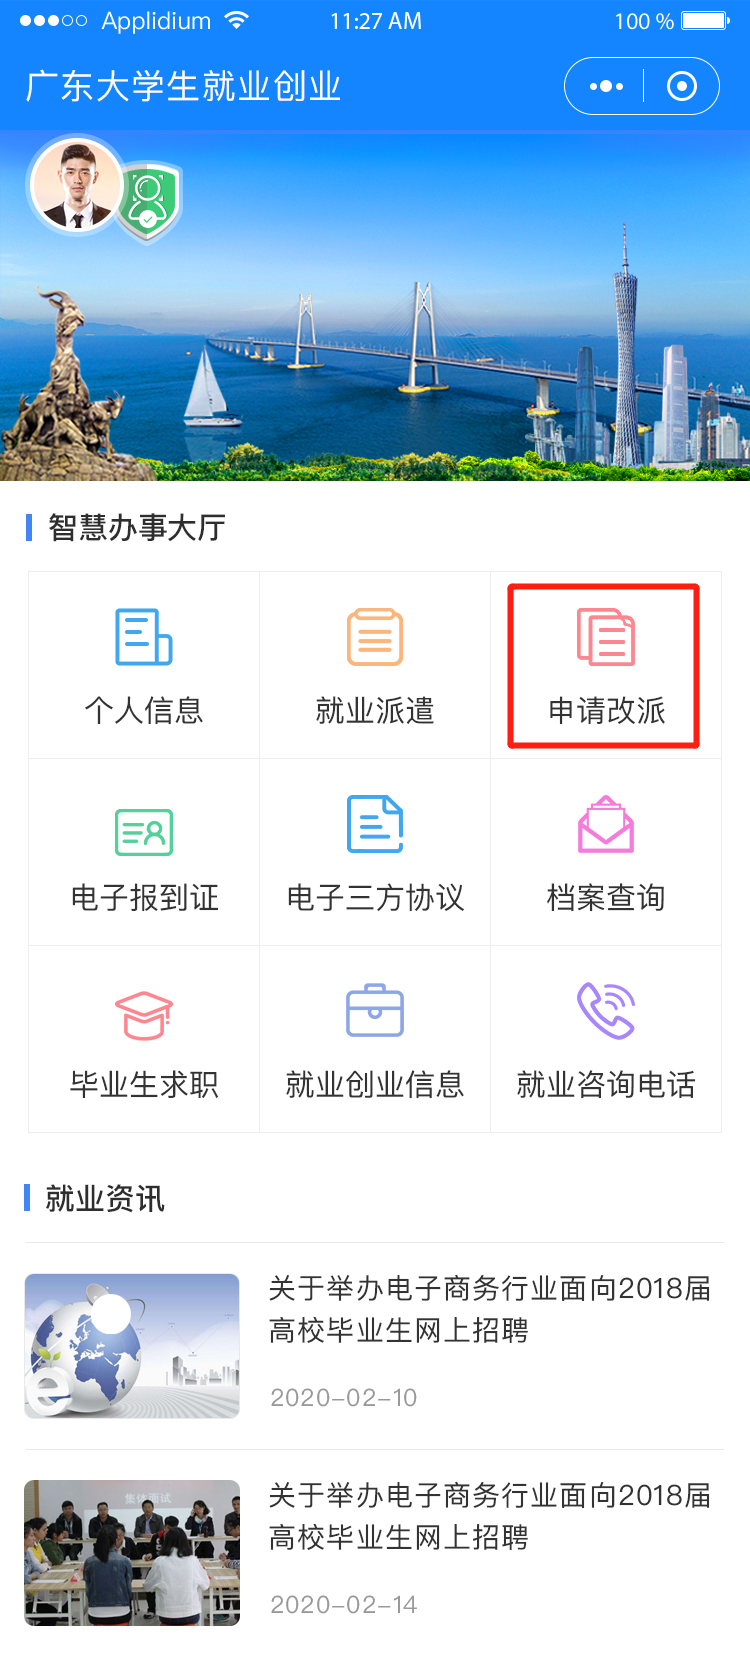 Applidium 11:27 AM 100 %
广东大学生就业创业
智慧办事大厅
个人信息 就业派遣 申请改派
电子报到证 电子三方协议 档案查询
毕业生求职 就业创业信息 就业咨询电话
就业资讯
关于举办电子商务行业面向2018届
高校毕业生网上招聘
2020-02-10
集体面试
关于举办电子商务行业面向2018届
高校毕业生网上招聘
2020-02-14